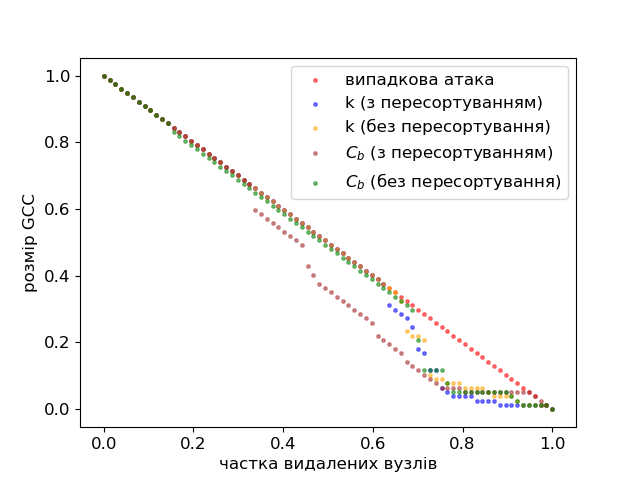 1.0
0.8
0.6
0.4
0.2
0.0
розмір GCC
випадкова атака
k (з пересортуванням)
k (без пересортування)
C_b (з пересортуванням)
C_b (без пересортування)
0.0 0.2 0.4 0.6 0.8 1.0
частка видалених вузлів